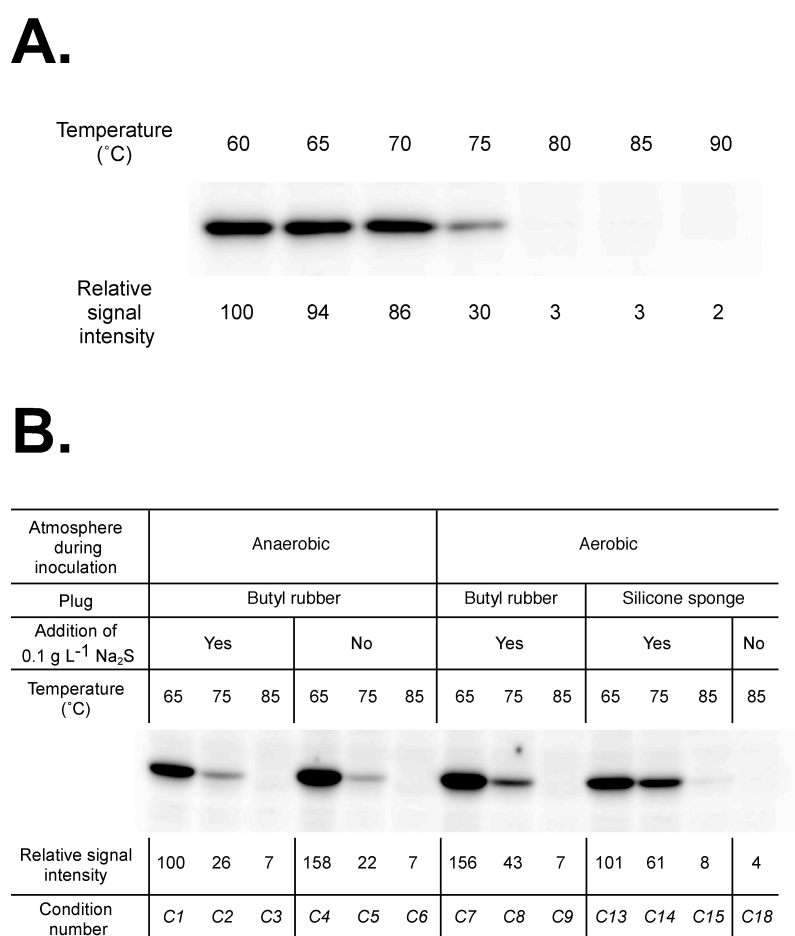 A.
Temperature
(˚C)
60 65 70 75 80 85 90
Relative
signal
intensity
100 94 86 30 3 3 2
B.
Atmosphere
during
inoculation
Anaerobic Aerobic
Plug Butyl rubber Butyl rubber Silicone sponge
Addition of
0.1 g L-1 Na2S
Yes No Yes Yes No
Temperature
(˚C)
65 75 85 65 75 85 65 75 85 65 75 85 85
Relative signal
intensity
100 26 7 158 22 7 156 43 7 101 61 8 4
Condition
number
C1 C2 C3 C4 C5 C6 C7 C8 C9 C13 C14 C15 C18